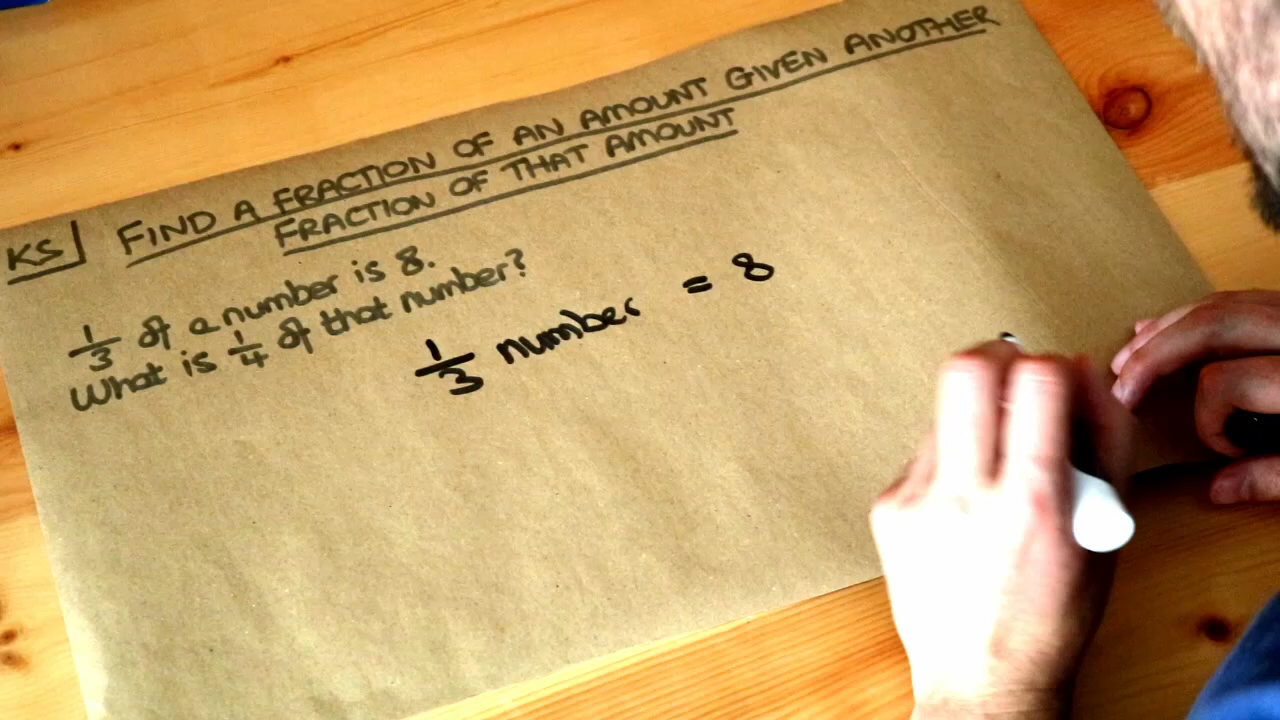 KS FIND A FRACTION OF AN AMOUNT GIVEN ANOTHER
FRACTION OF THAT AMOUNT
1/3 of a number is 8.
What is 1/4 of that number?
1/3 number = 8